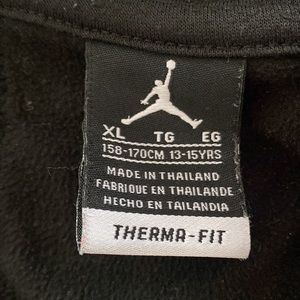 XL TG EG
158-170CM 13-15YRS
MADE IN THAILAND
FABRIQUE EN THAILANDE
HECHO EN TAILANDIA
THERMA-FIT